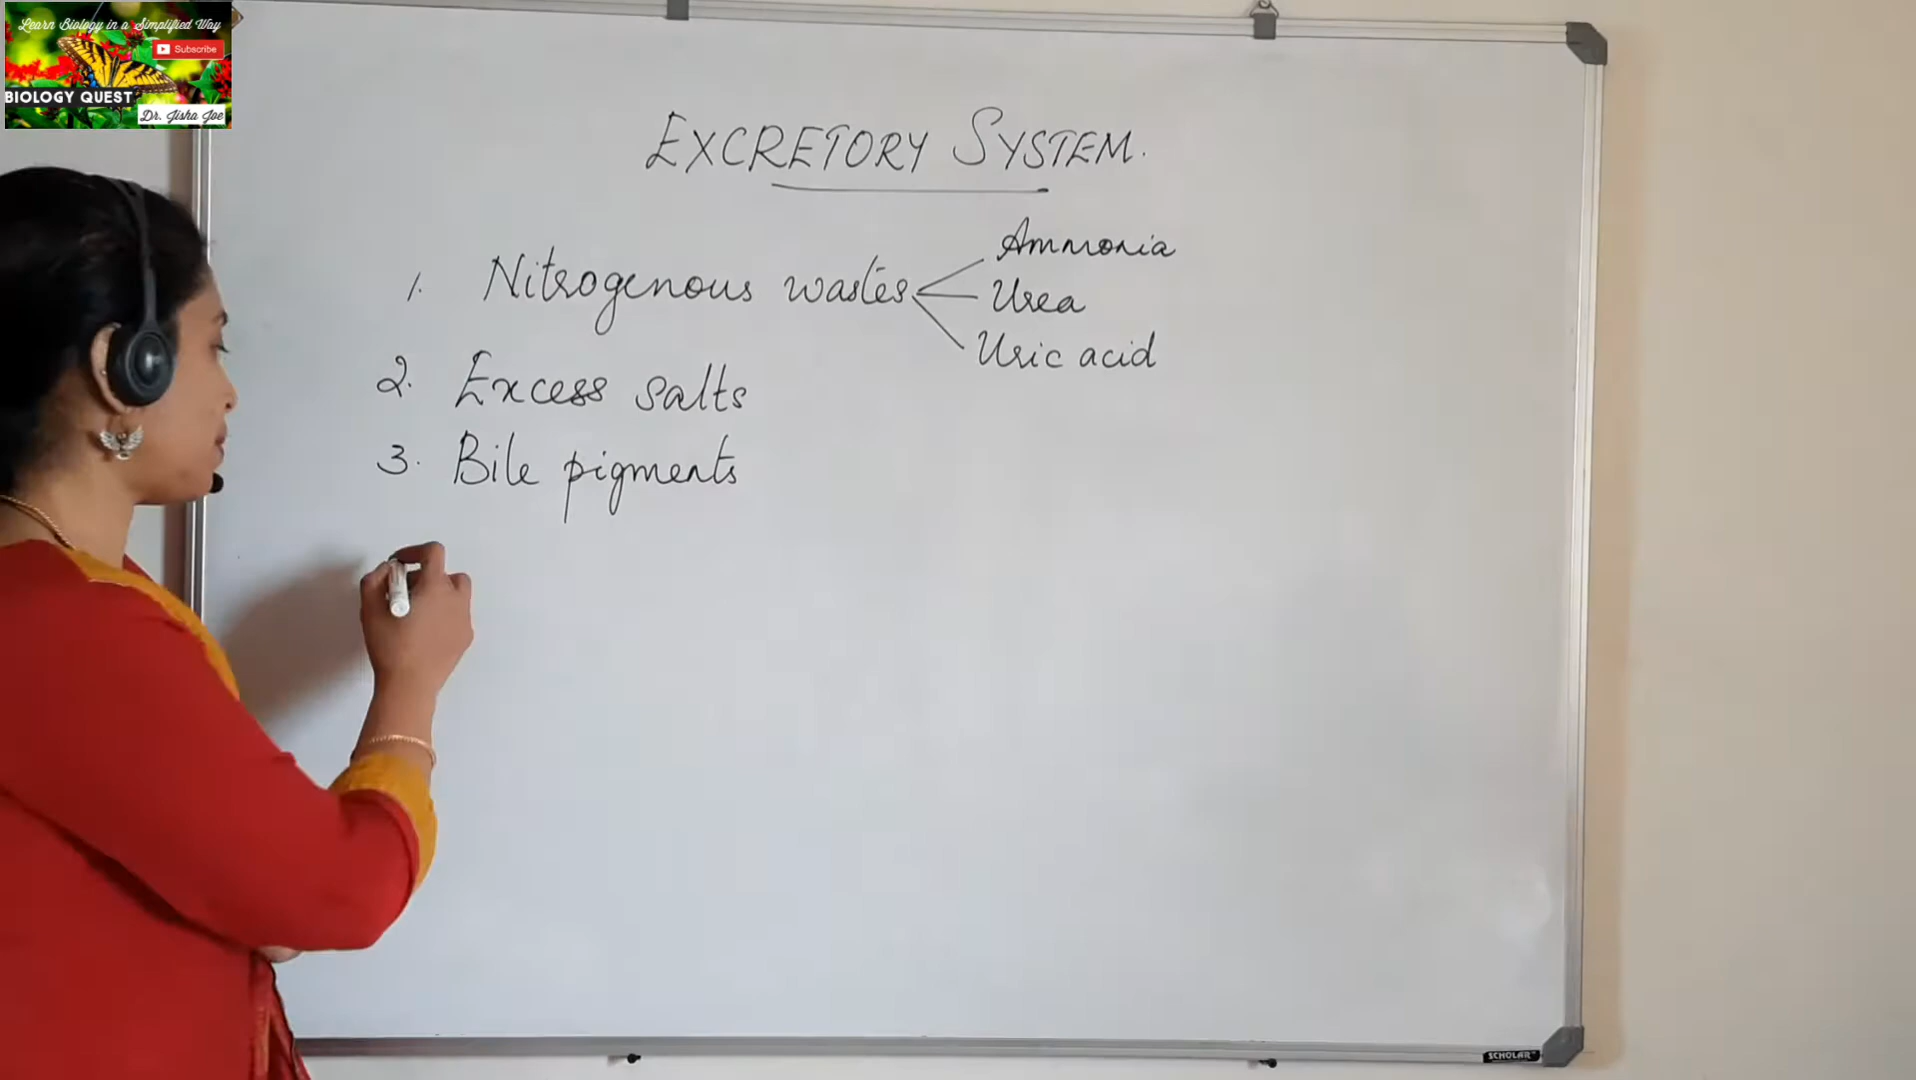 Learn Biology in a Simplified Way
Subscribe
BIOLOGY QUEST
Dr. Jisha Joe
EXCRETORY SYSTEM.
1. Nitrogenous wastes
Ammonia
Urea
Uric acid
2. Excess salts
3. Bile pigments
SCHOLAR